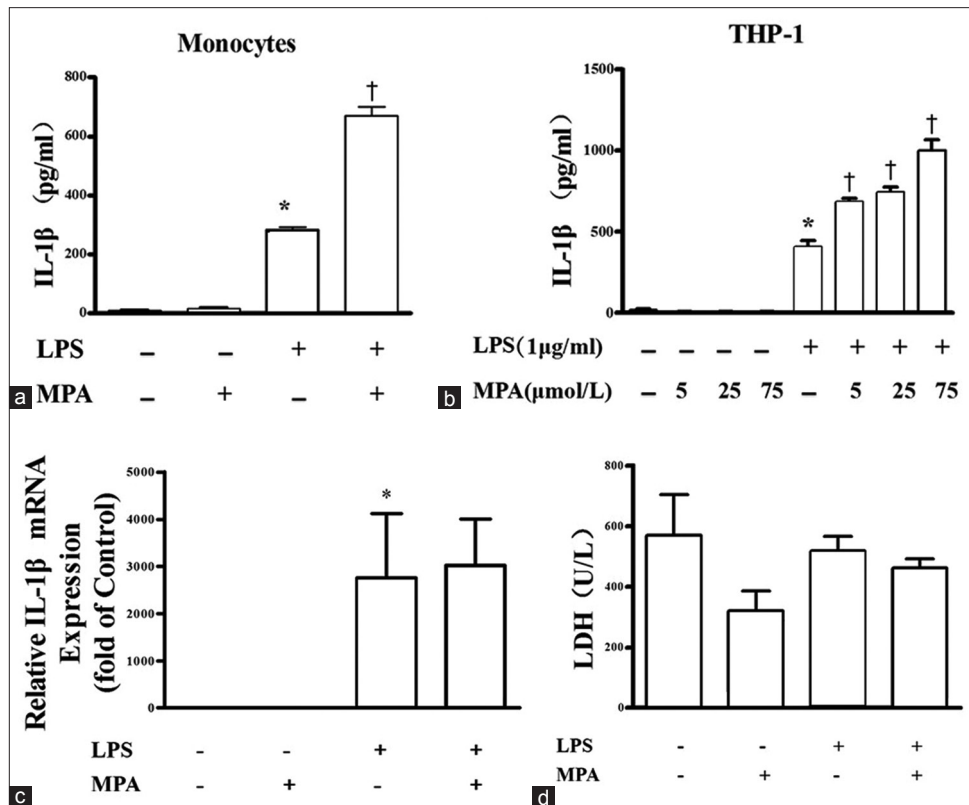 Monocytes
IL-1β (pg/ml)
800
†
600
400
*
200
0
LPS – – + +
MPA – + – +
a
THP-1
IL-1β (pg/ml)
1500
†
1000
† †
*
500
0
LPS(1μg/ml) – – – – + + + +
MPA(μmol/L) – 5 25 75 – 5 25 75
b
Relative IL-1β mRNA
Expression
(fold of Control)
5000
*
4000
3000
2000
1000
0
LPS - - + +
MPA - + - +
c
LDH (U/L)
800
600
400
200
0
LPS - - + +
MPA - + - +
d